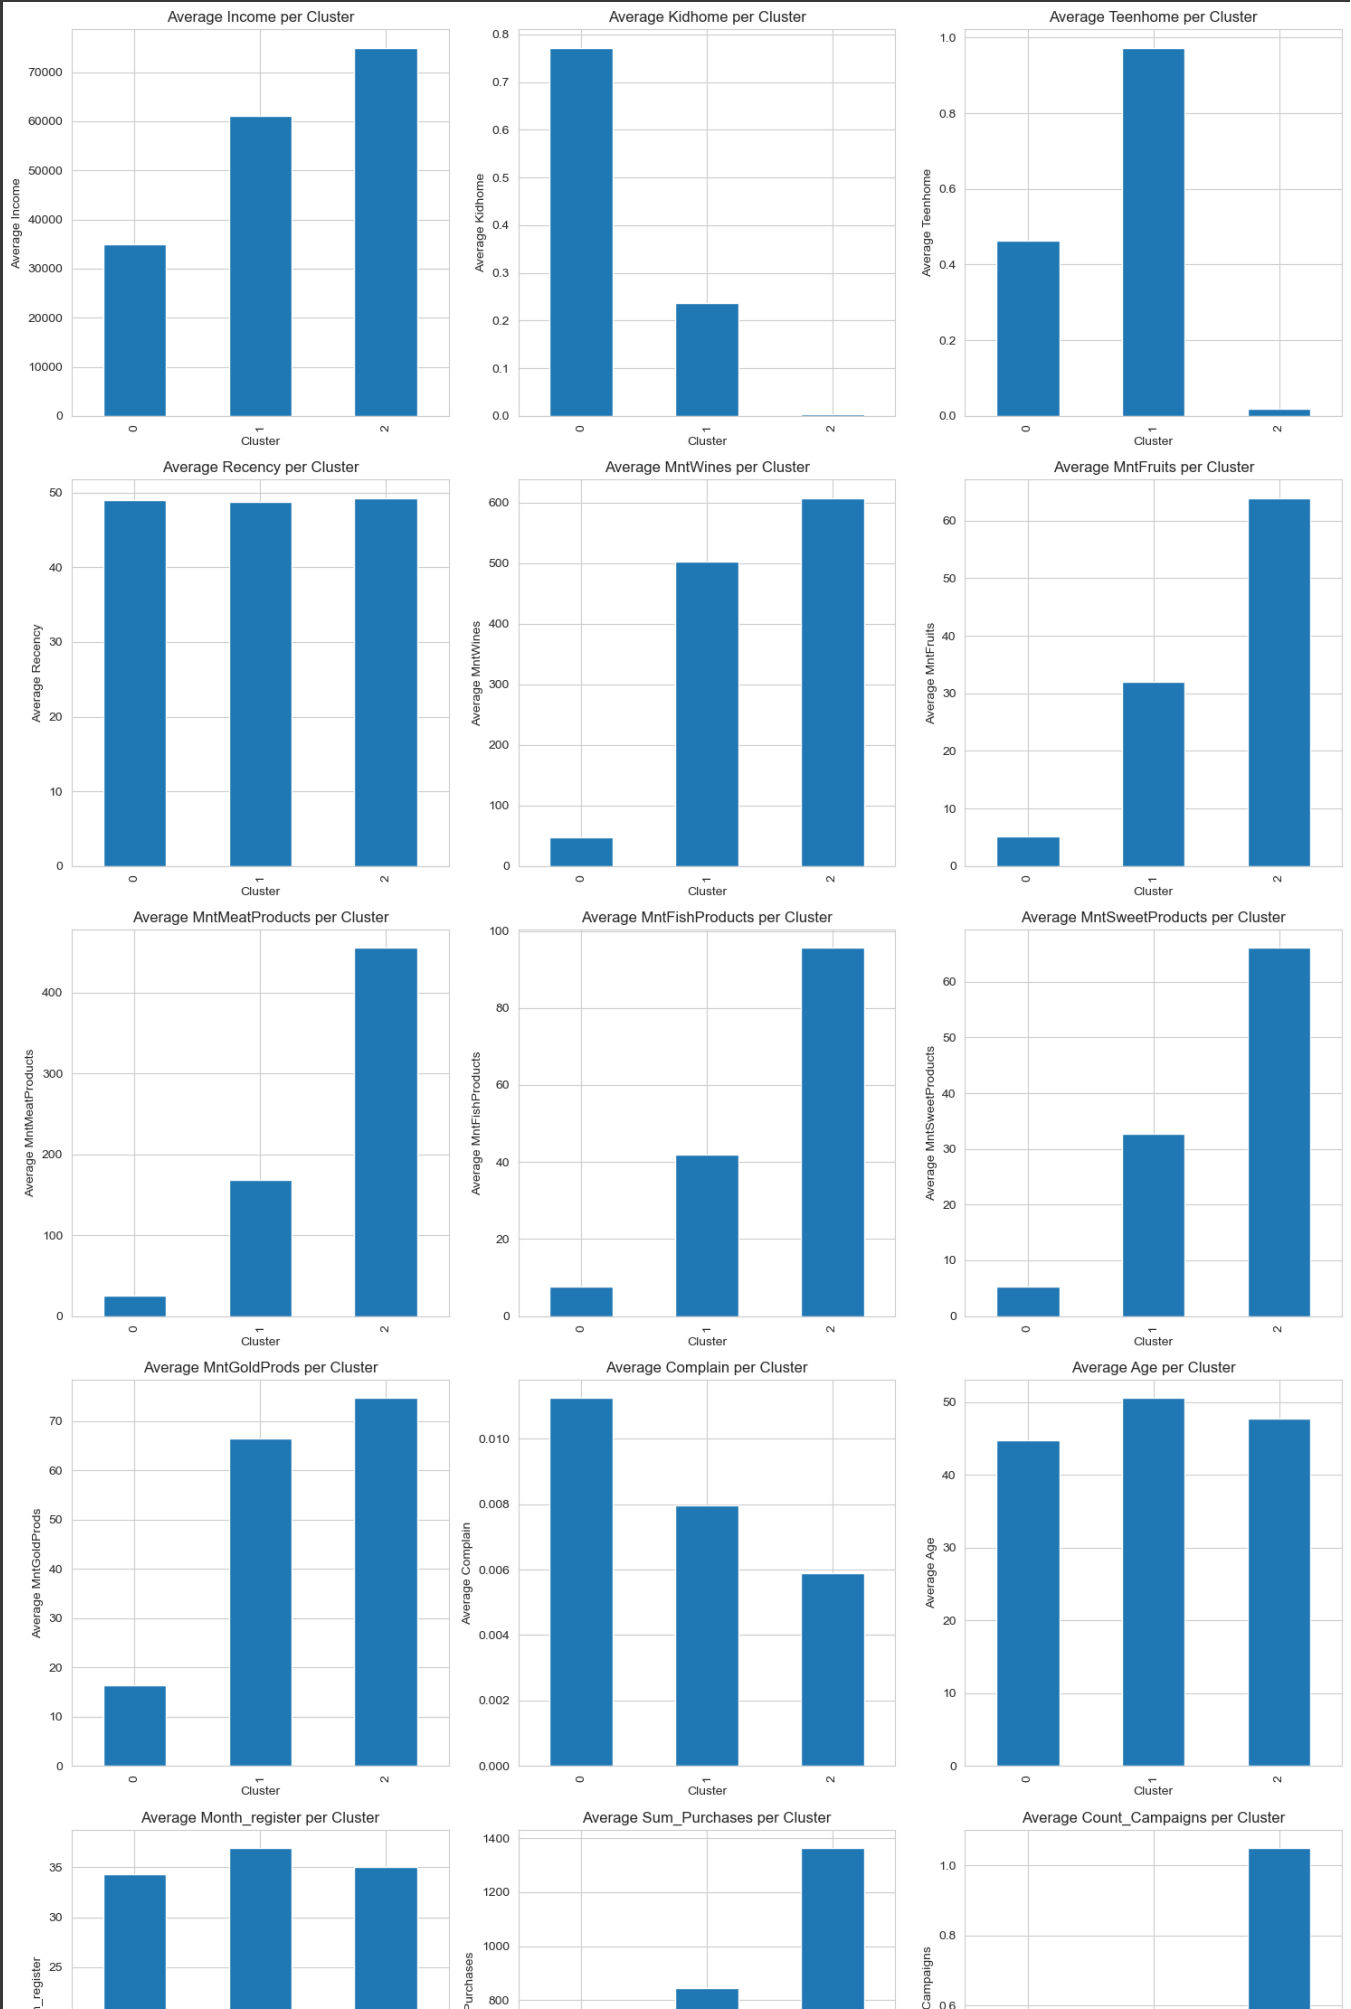 Average Income per Cluster
70000
60000
50000
40000
30000
20000
10000
0
Average Income
0 1 2
Cluster
Average Kidhome per Cluster
0.8
0.7
0.6
0.5
0.4
0.3
0.2
0.1
0.0
Average Kidhome
0 1 2
Cluster
Average Teenhome per Cluster
1.0
0.8
0.6
0.4
0.2
0.0
Average Teenhome
0 1 2
Cluster
Average Recency per Cluster
50
40
30
20
10
0
Average Recency
0 1 2
Cluster
Average MntWines per Cluster
600
500
400
300
200
100
0
Average MntWines
0 1 2
Cluster
Average MntFruits per Cluster
60
50
40
30
20
10
0
Average MntFruits
0 1 2
Cluster
Average MntMeatProducts per Cluster
400
300
200
100
0
Average MntMeatProducts
0 1 2
Cluster
Average MntFishProducts per Cluster
100
80
60
40
20
0
Average MntFishProducts
0 1 2
Cluster
Average MntSweetProducts per Cluster
60
50
40
30
20
10
0
Average MntSweetProducts
0 1 2
Cluster
Average MntGoldProds per Cluster
70
60
50
40
30
20
10
0
Average MntGoldProds
0 1 2
Cluster
Average Complain per Cluster
0.010
0.008
0.006
0.004
0.002
0.000
Average Complain
0 1 2
Cluster
Average Age per Cluster
50
40
30
20
10
0
Average Age
0 1 2
Cluster
Average Month_register per Cluster
35
30
25
_register
Average Sum_Purchases per Cluster
1400
1200
1000
800
Purchases
Average Count_Campaigns per Cluster
1.0
0.8
0.6
Campaigns